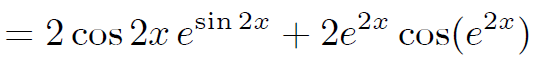 = 2 cos 2x e^{sin 2x} + 2e^{2x} cos(e^{2x})